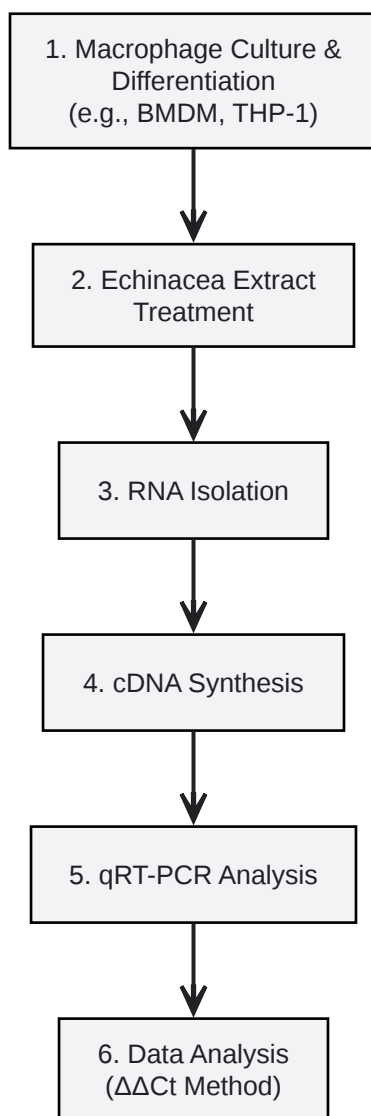 1. Macrophage Culture &
Differentiation
(e.g., BMDM, THP-1)
2. Echinacea Extract
Treatment
3. RNA Isolation
4. cDNA Synthesis
5. qRT-PCR Analysis
6. Data Analysis
(ΔΔCt Method)